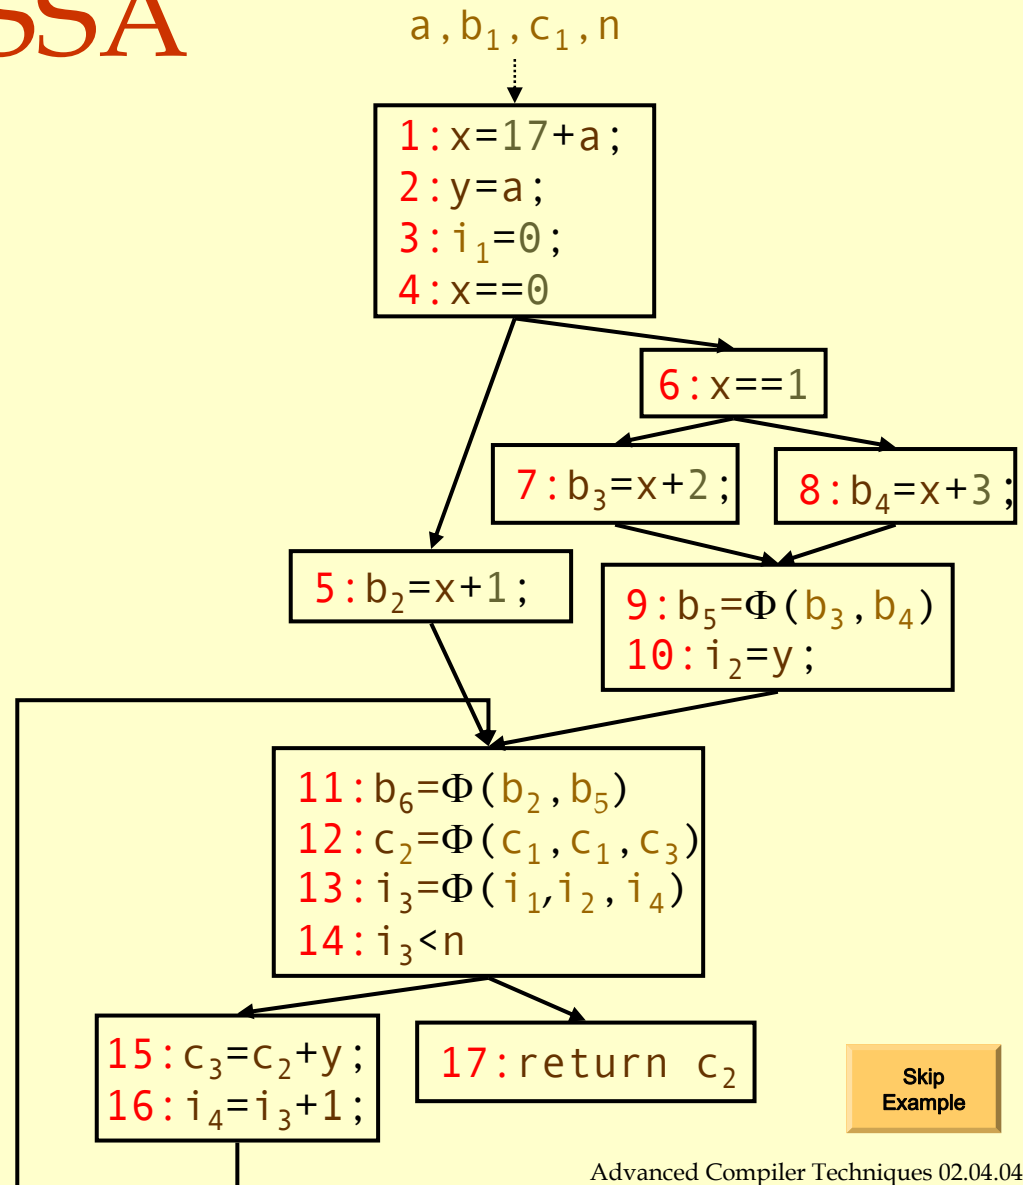 SSA
a,b₁,c₁,n
1:x=17+a;
2:y=a;
3:i₁=0;
4:x==0
6:x==1
7:b₃=x+2;
8:b₄=x+3;
5:b₂=x+1;
9:b₅=Φ(b₃,b₄)
10:i₂=y;
11:b₆=Φ(b₂,b₅)
12:c₂=Φ(c₁,c₁,c₃)
13:i₃=Φ(i₁,i₂,i₄)
14:i₃<n
15:c₃=c₂+y;
16:i₄=i₃+1;
17:return c₂
Skip
Example
Advanced Compiler Techniques 02.04.04